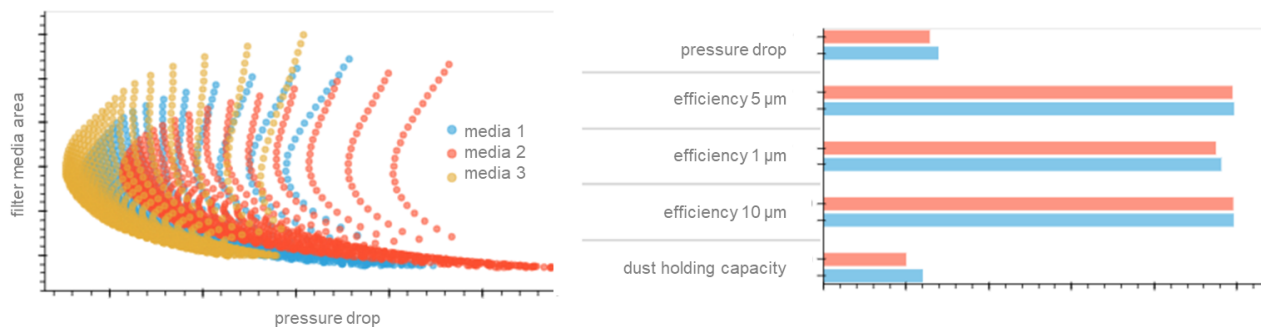 filter media area
media 1
media 2
media 3
pressure drop
pressure drop
efficiency 5 µm
efficiency 1 µm
efficiency 10 µm
dust holding capacity